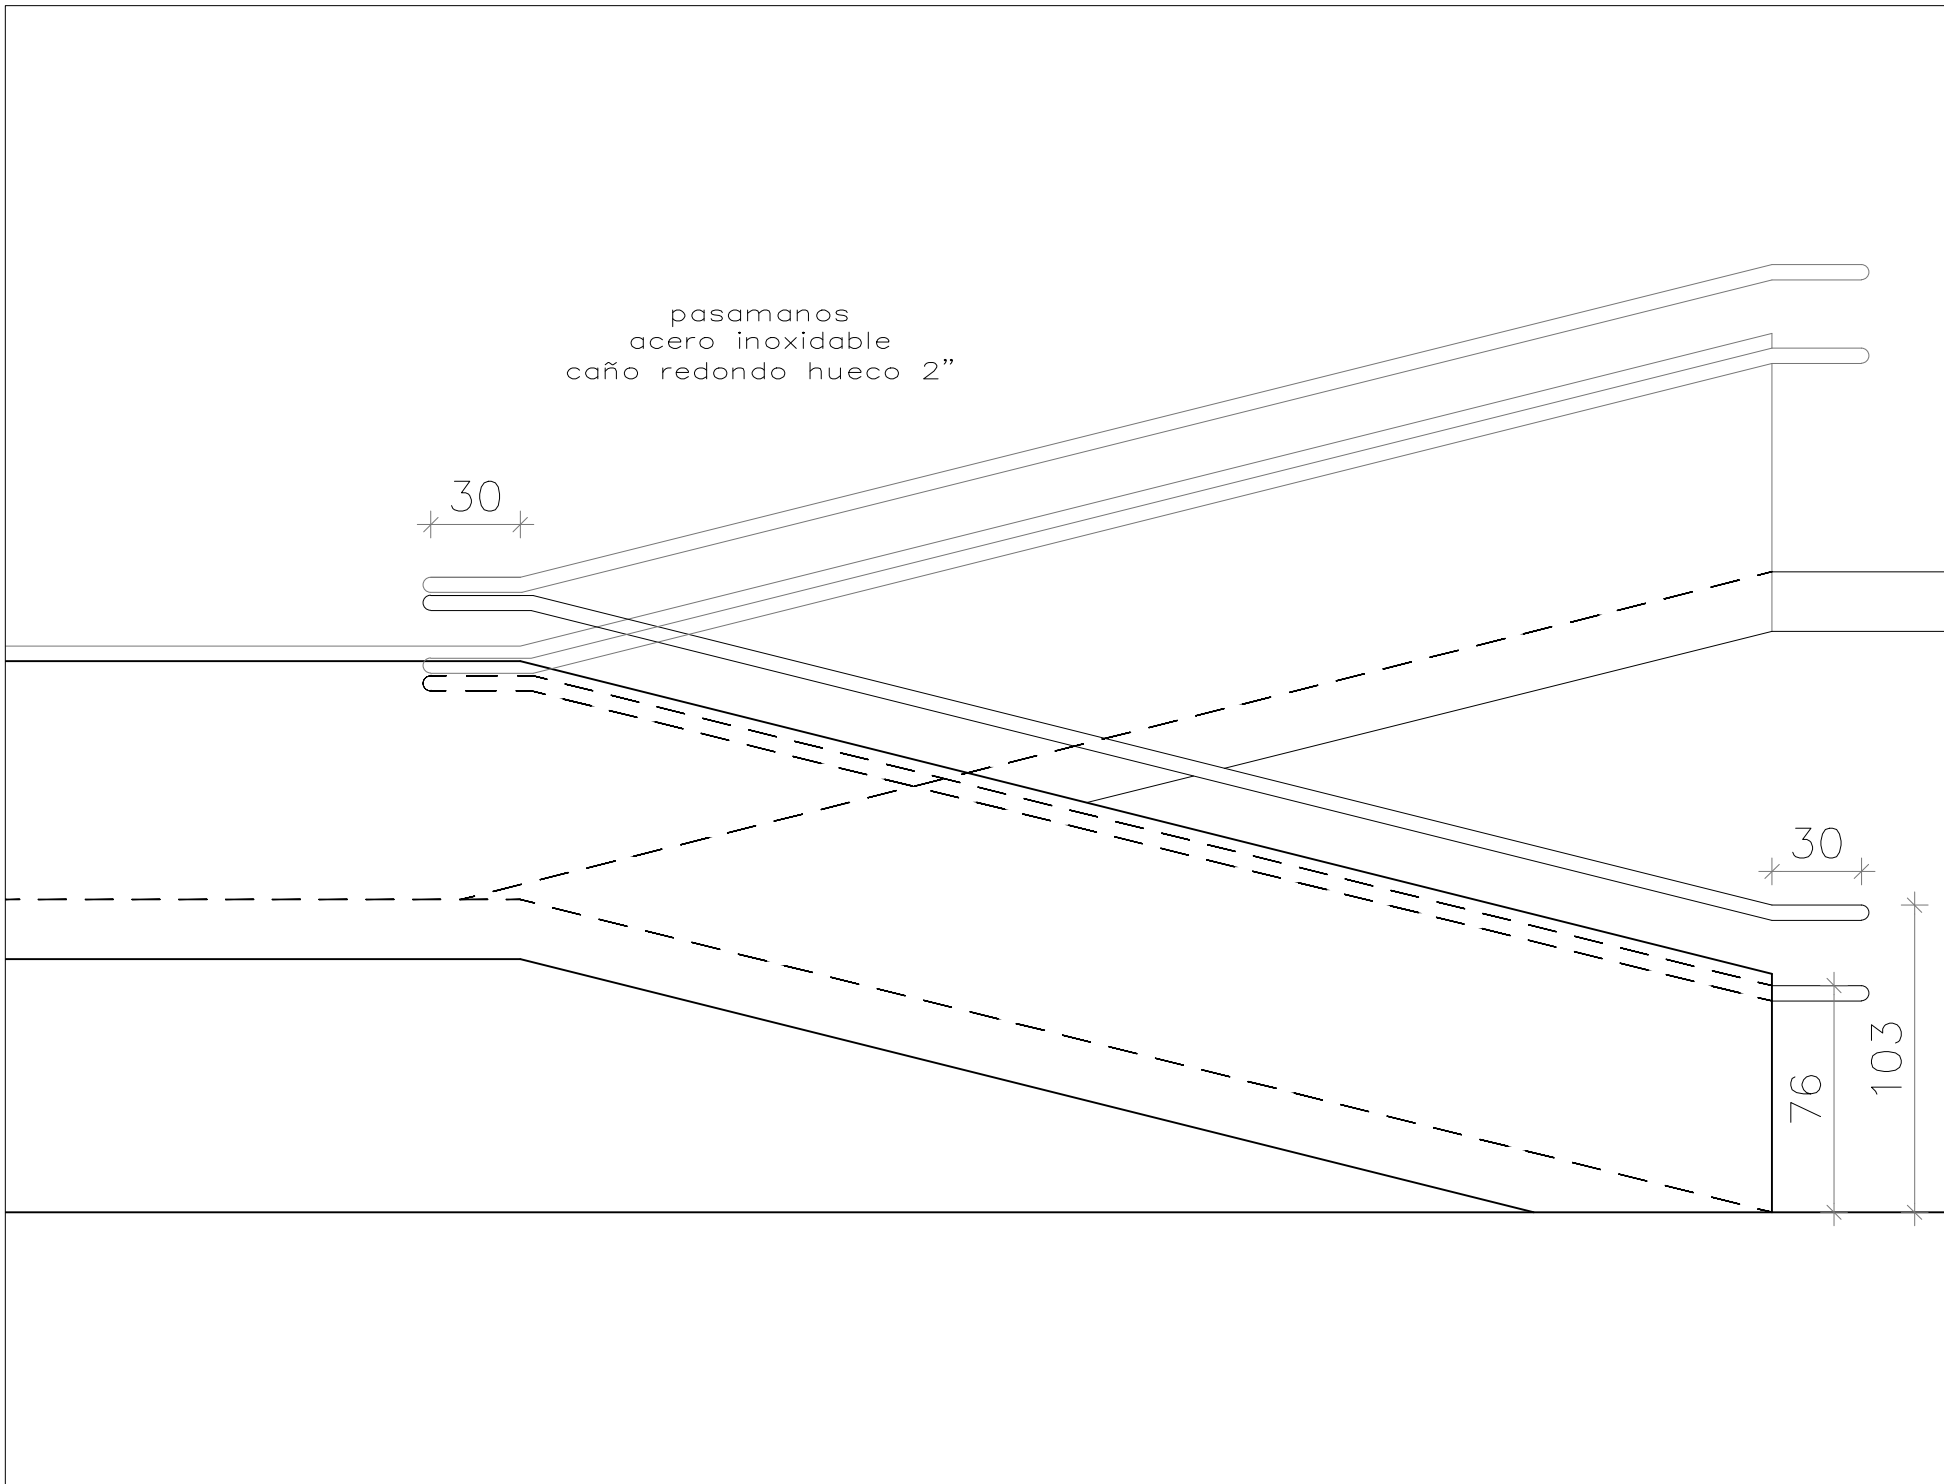 pasamanos
acero inoxidable
caño redondo hueco 2”
30
30
103
76